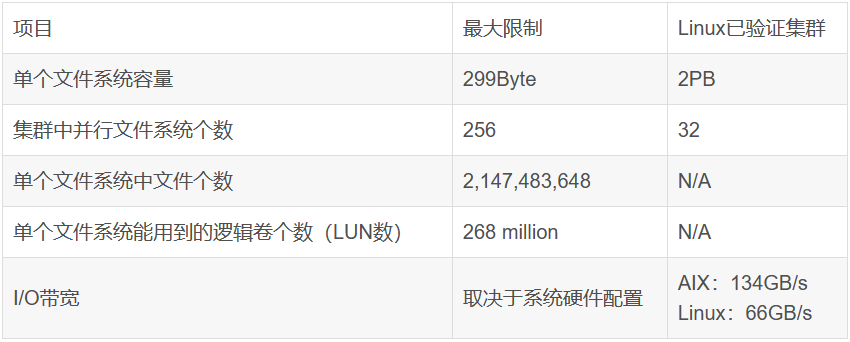 项目 最大限制 Linux已验证集群
单个文件系统容量 299Byte 2PB
集群中并行文件系统个数 256 32
单个文件系统中文件个数 2,147,483,648 N/A
单个文件系统能用到的逻辑卷个数（LUN数） 268 million N/A
I/O带宽 取决于系统硬件配置 AIX：134GB/s
Linux：66GB/s